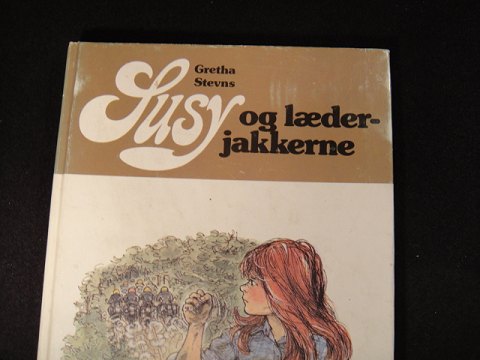 Gretha
Stevns
Susy
og læder-
jakkerne